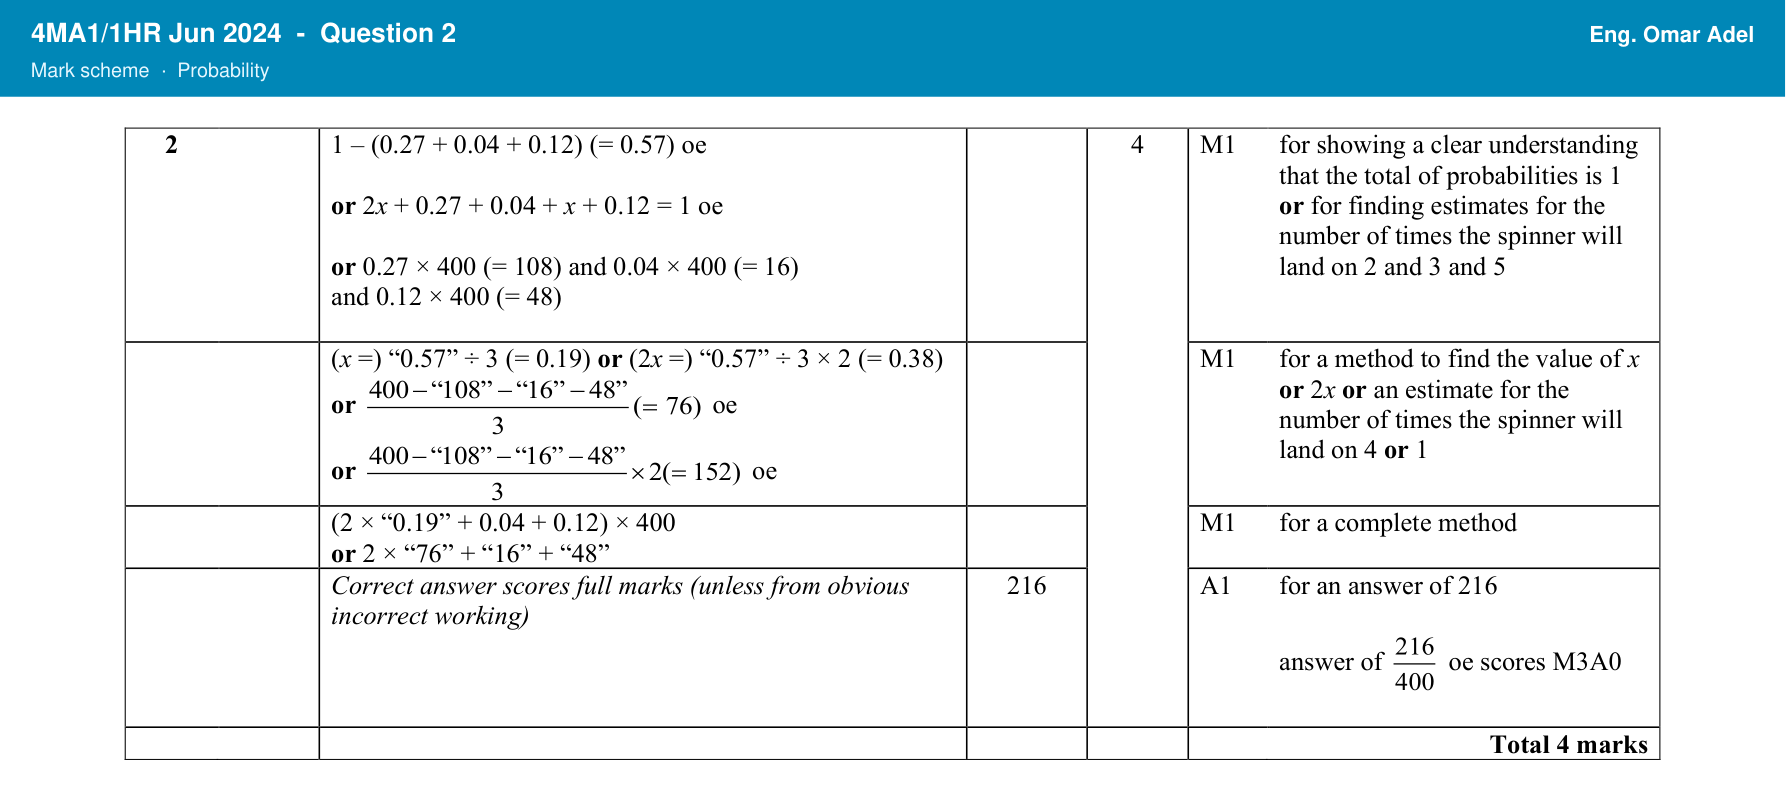 4MA1/1HR Jun 2024 - Question 2
Eng. Omar Adel
Mark scheme · Probability
2
1 – (0.27 + 0.04 + 0.12) (= 0.57) oe
or 2x + 0.27 + 0.04 + x + 0.12 = 1 oe
or 0.27 × 400 (= 108) and 0.04 × 400 (= 16)
and 0.12 × 400 (= 48)
4
M1
for showing a clear understanding
that the total of probabilities is 1
or for finding estimates for the
number of times the spinner will
land on 2 and 3 and 5
(x =) “0.57” ÷ 3 (= 0.19) or (2x =) “0.57” ÷ 3 × 2 (= 0.38)
or (400 – “108” – “16” – 48”)/3 (= 76) oe
or (400 – “108” – “16” – 48”)/3 × 2(= 152) oe
M1
for a method to find the value of x
or 2x or an estimate for the
number of times the spinner will
land on 4 or 1
(2 × “0.19” + 0.04 + 0.12) × 400
or 2 × “76” + “16” + “48”
M1
for a complete method
Correct answer scores full marks (unless from obvious
incorrect working)
216
A1
for an answer of 216
answer of 216/400 oe scores M3A0
Total 4 marks